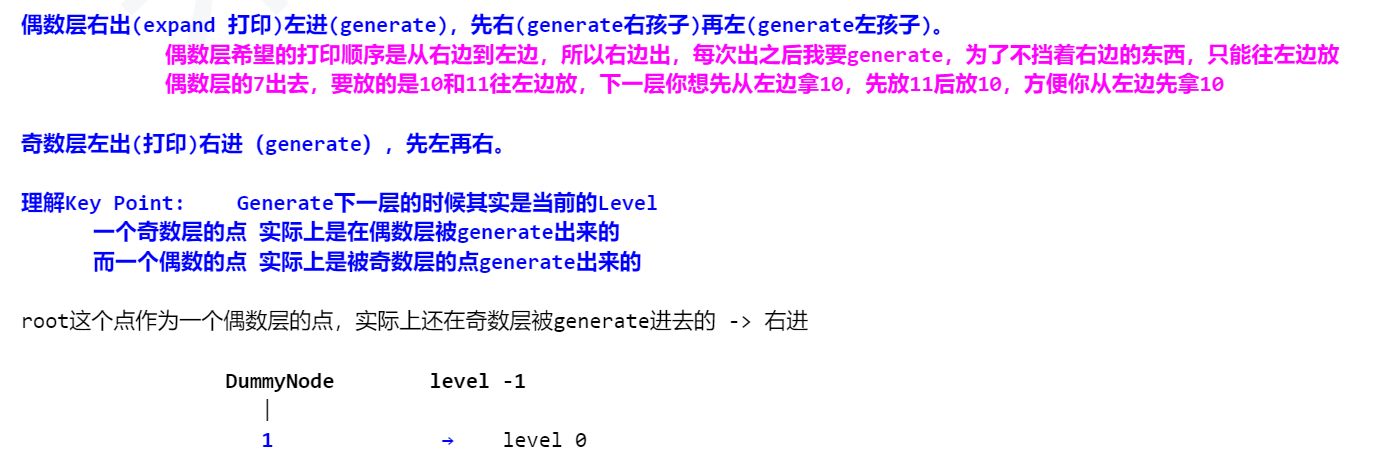 偶数层右出(expand 打印)左进(generate), 先右(generate右孩子)再左(generate左孩子)。
偶数层希望的打印顺序是从右边到左边，所以右边出，每次出之后我要generate，为了不挡着右边的东西，只能往左边放
偶数层的7出去，要放的是10和11往左边放，下一层你想先从左边拿10，先放11后放10，方便你从左边先拿10
奇数层左出(打印)右进（generate）, 先左再右。
理解Key Point: Generate下一层的时候其实是当前的Level
一个奇数层的点 实际上是在偶数层被generate出来的
而一个偶数的点 实际上是被奇数层的点generate出来的
root这个点作为一个偶数层的点，实际上还在奇数层被generate进去的 -> 右进
DummyNode level -1
|
1 → level 0